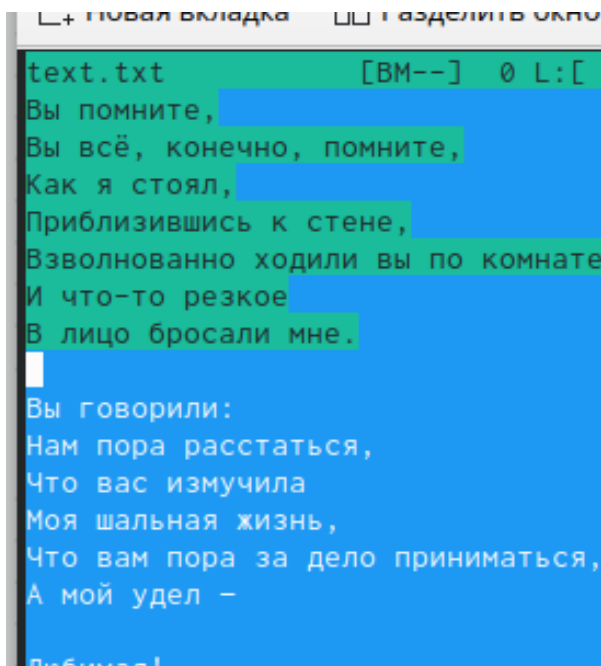 Новая вкладка Разделить окно
text.txt [BM--] 0 L:[
Вы помните,
Вы всё, конечно, помните,
Как я стоял,
Приблизившись к стене,
Взволнованно ходили вы по комнате
И что-то резкое
В лицо бросали мне.
Вы говорили:
Нам пора расстаться,
Что вас измучила
Моя шальная жизнь,
Что вам пора за дело приниматься,
А мой удел –
Любимая!